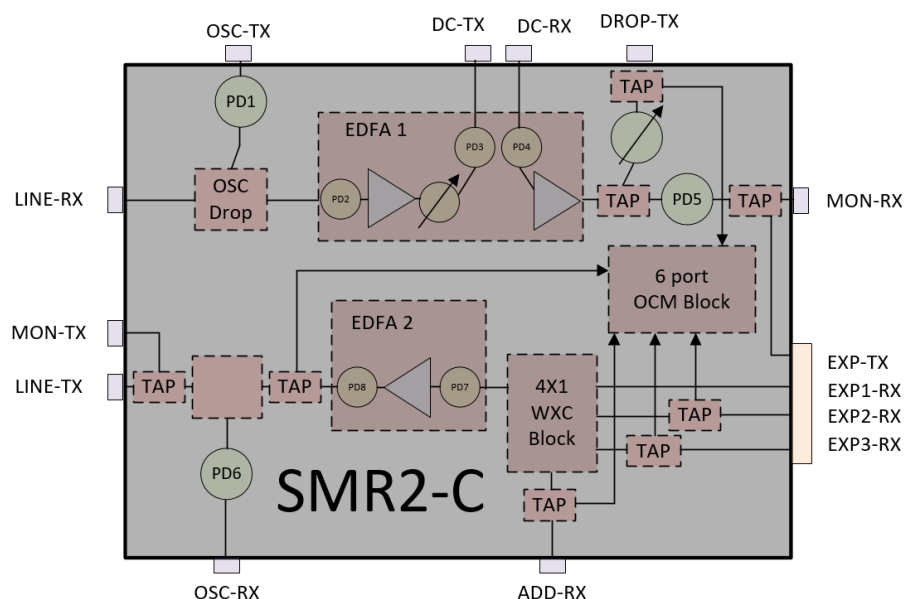 OSC-TX
DC-TX
DC-RX
DROP-TX
TAP
PD1
EDFA 1
PD3
PD4
LINE-RX
OSC
Drop
PD2
TAP
PD5
TAP
MON-RX
6 port
OCM Block
MON-TX
EDFA 2
LINE-TX
TAP
TAP
PD8
PD7
4X1
WXC
Block
EXP-TX
EXP1-RX
TAP
EXP2-RX
TAP
EXP3-RX
PD6
SMR2-C
TAP
OSC-RX
ADD-RX